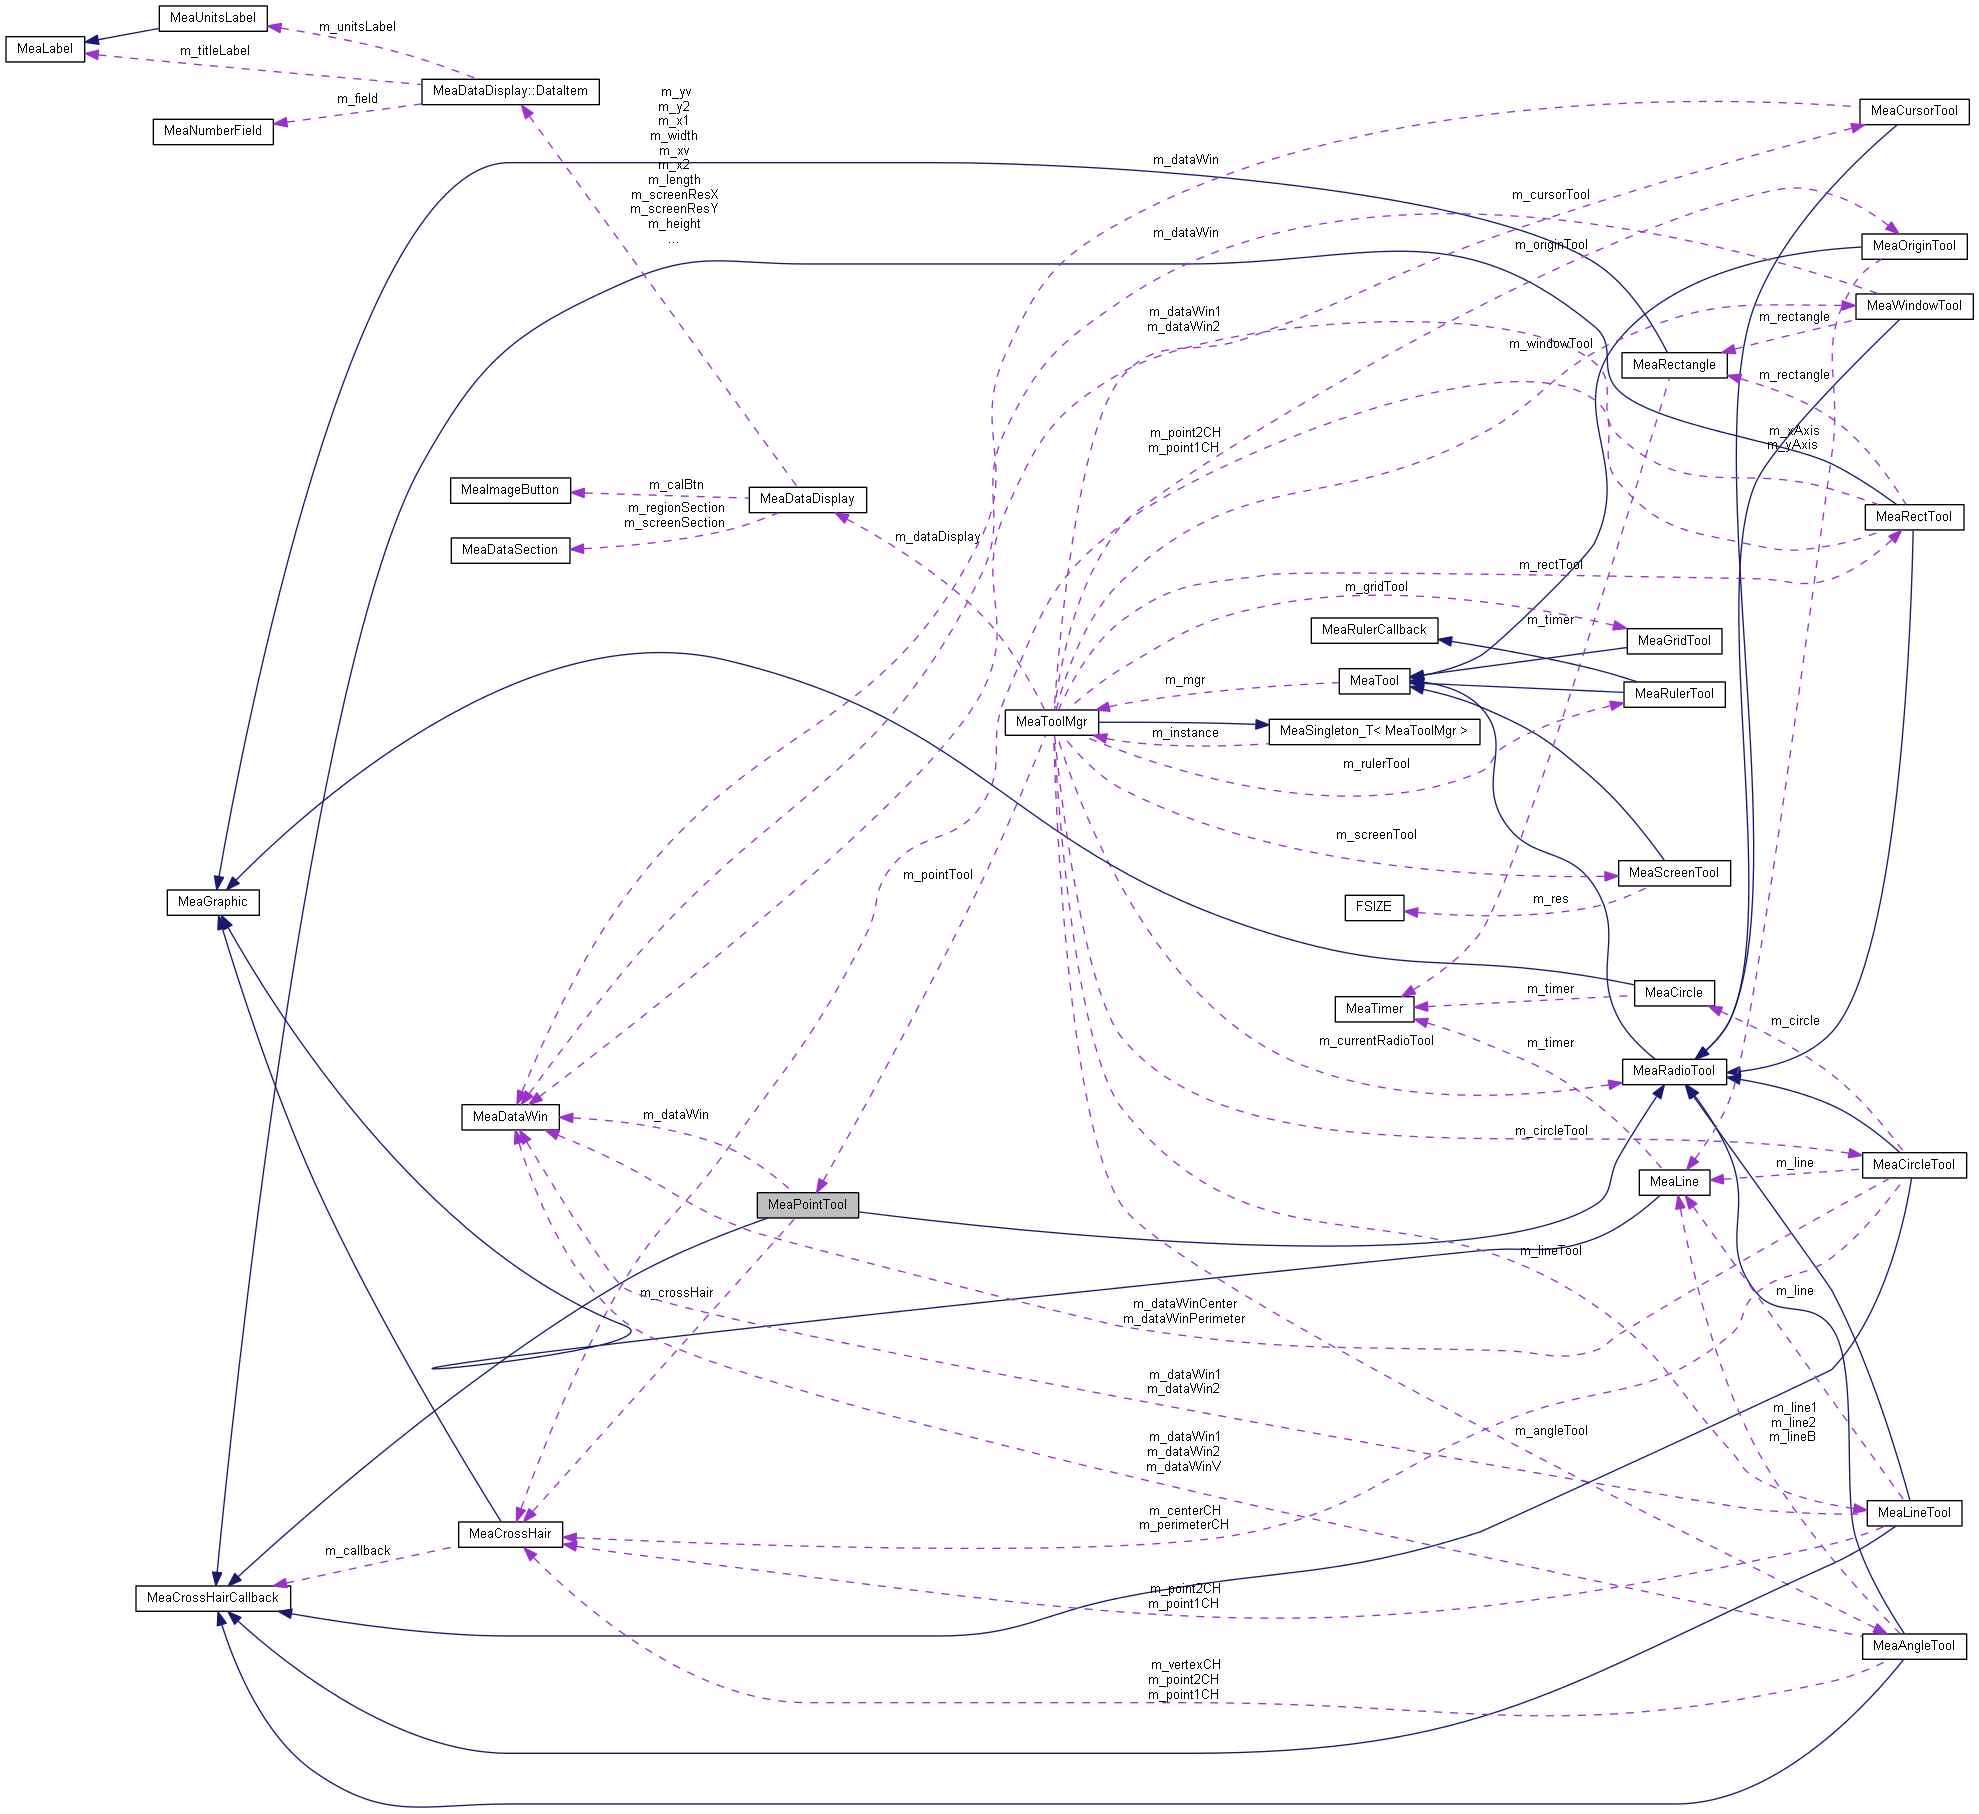 MeaUnitsLabel
m_unitsLabel
MeaLabel
m_titleLabel
MeaDataDisplay::DataItem
m_field
MeaNumberField
m_yv
m_y2
m_x1
m_width
m_xv
m_x2
m_length
m_screenResX
m_screenResY
m_height
...
MeaCursorTool
m_dataWin
m_cursorTool
m_dataWin
m_originTool
MeaOriginTool
MeaWindowTool
m_dataWin1
m_dataWin2
m_rectangle
m_windowTool
MeaRectangle
m_rectangle
m_point2CH
m_point1CH
m_xAxis
m_yAxis
m_calBtn
MeaImageButton
MeaDataDisplay
m_regionSection
m_screenSection
MeaRectTool
m_dataDisplay
MeaDataSection
m_rectTool
m_gridTool
m_timer
MeaRulerCallback
MeaGridTool
m_mgr
MeaTool
MeaRulerTool
MeaToolMgr
m_instance
MeaSingleton_T< MeaToolMgr >
m_rulerTool
m_screenTool
m_pointTool
MeaScreenTool
MeaGraphic
m_res
FSIZE
m_timer
MeaCircle
MeaTimer
m_circle
m_currentRadioTool
m_timer
MeaRadioTool
m_dataWin
MeaDataWin
m_circleTool
m_line
MeaCircleTool
MeaLine
MeaPointTool
m_lineTool
m_crossHair
m_line
m_dataWinCenter
m_dataWinPerimeter
m_dataWin1
m_dataWin2
m_line1
m_line2
m_lineB
m_angleTool
m_dataWin1
m_dataWin2
m_dataWinV
m_centerCH
m_perimeterCH
MeaLineTool
MeaCrossHair
m_callback
m_point2CH
m_point1CH
MeaCrossHairCallback
MeaAngleTool
m_vertexCH
m_point2CH
m_point1CH